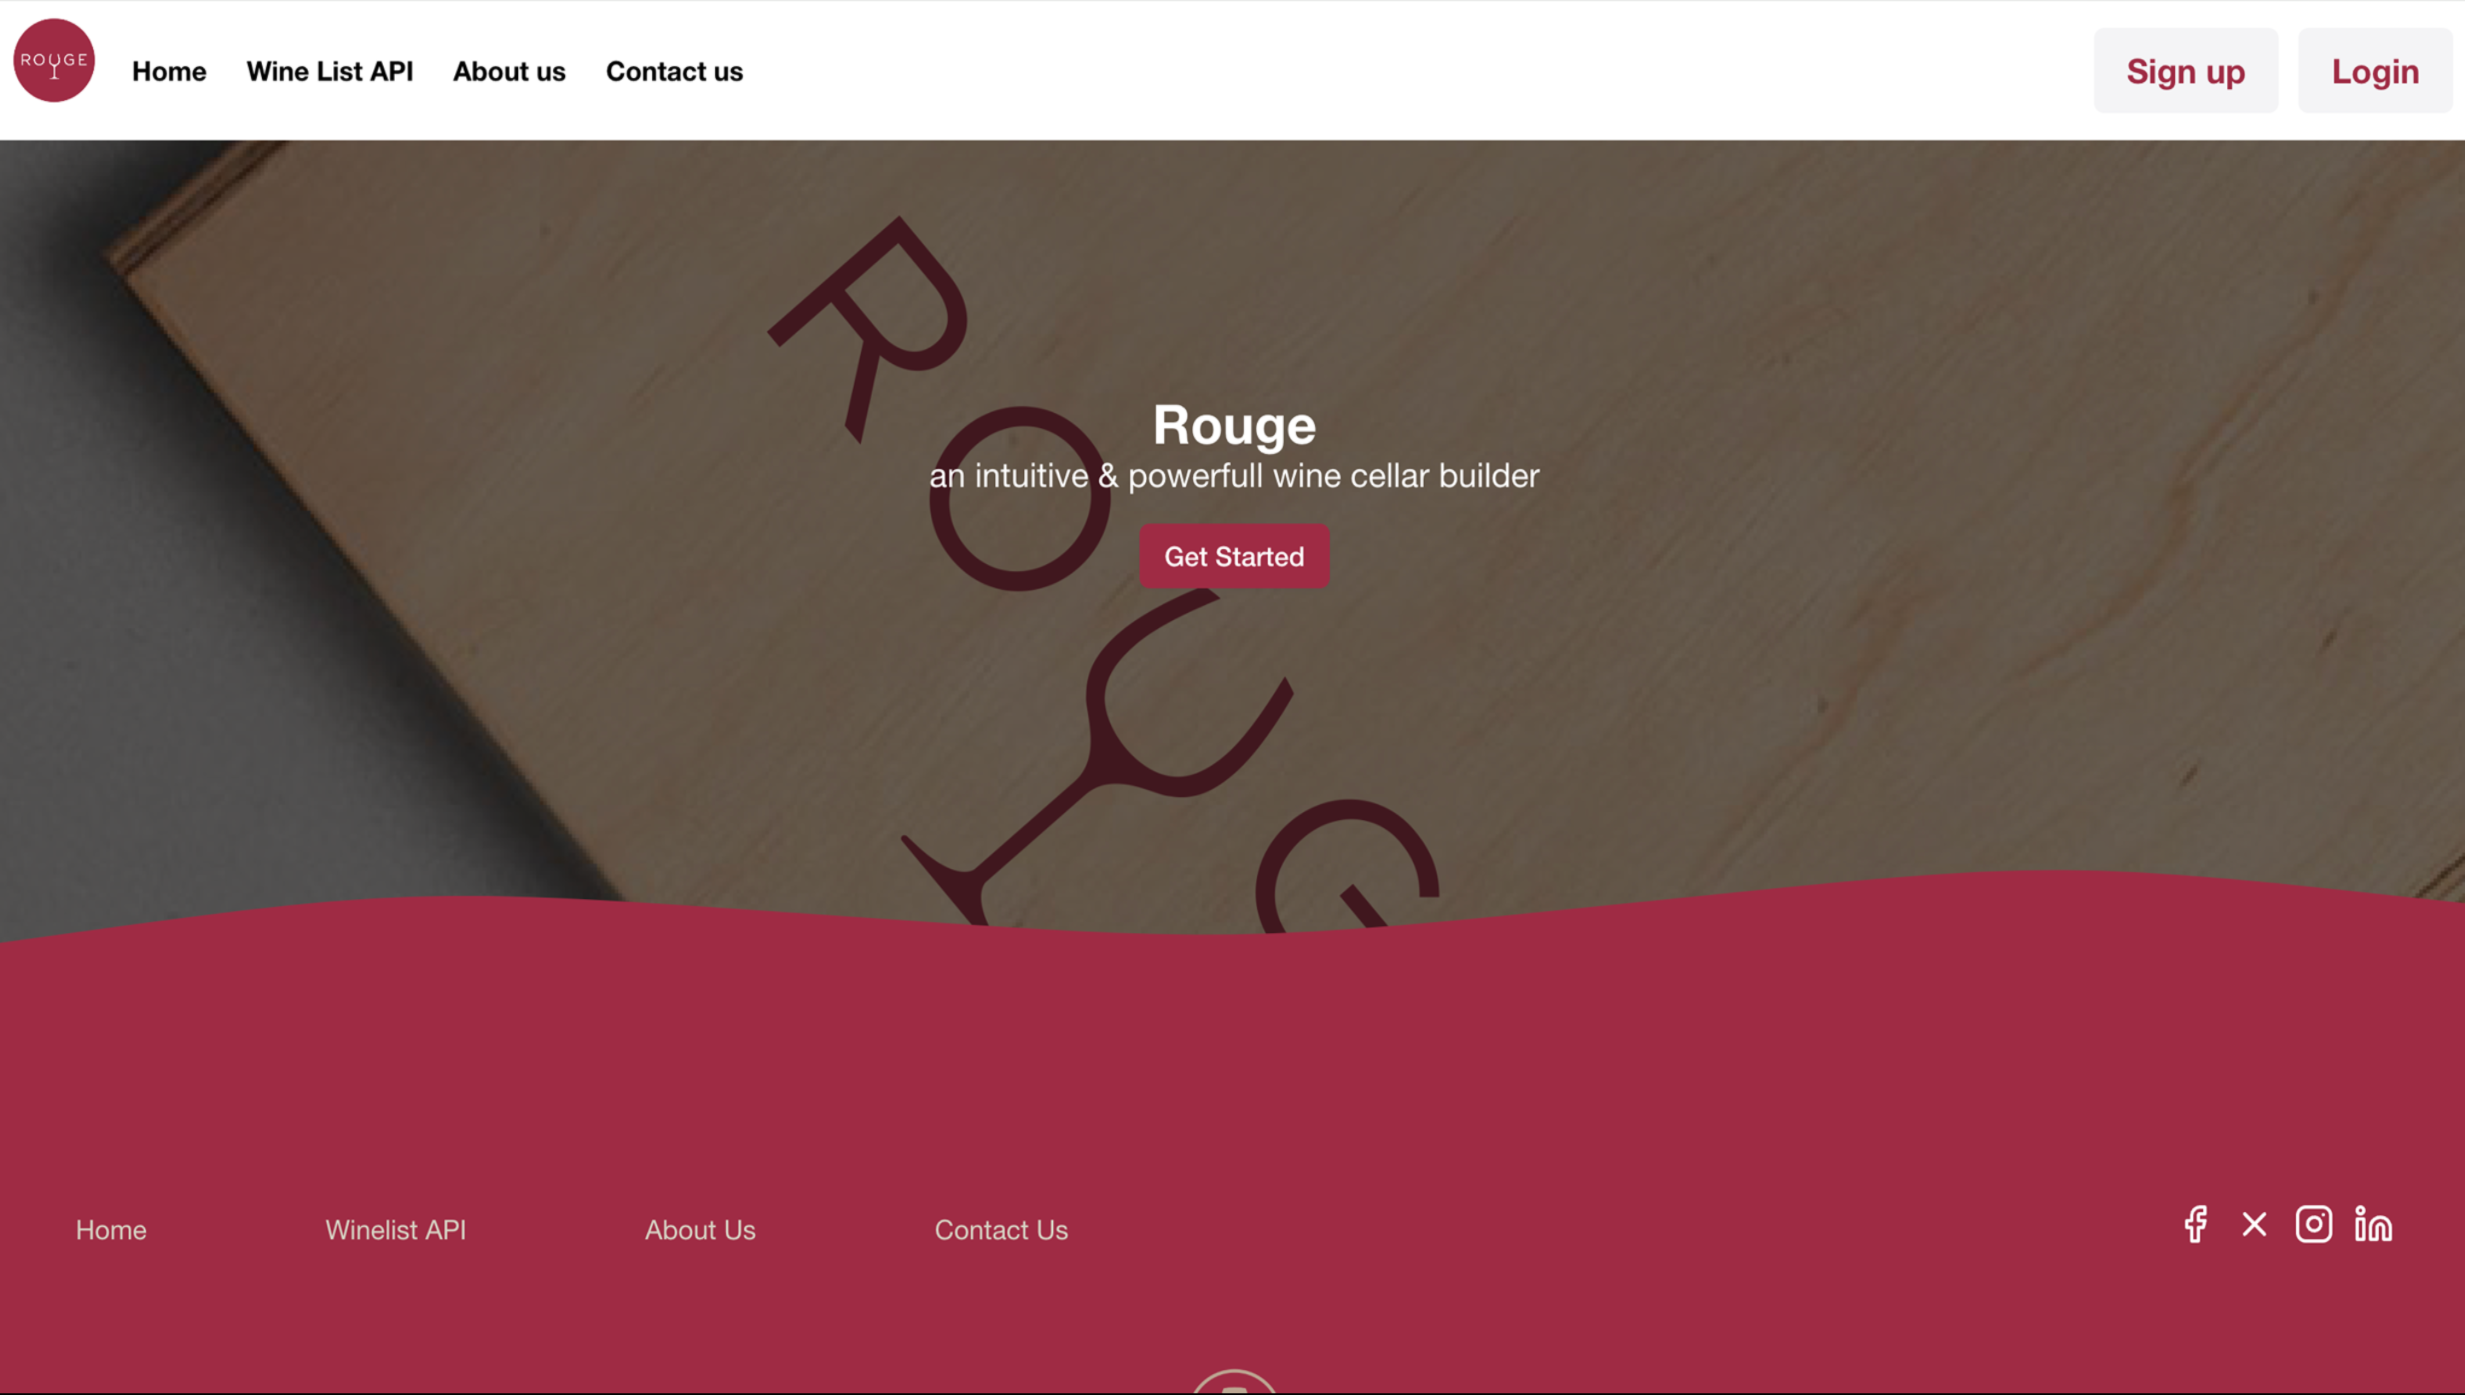 ROUGE
Home
Wine List API
About us
Contact us
Sign up
Login
ROUG
Rouge
an intuitive & powerfull wine cellar builder
Get Started
Home
Winelist API
About Us
Contact Us